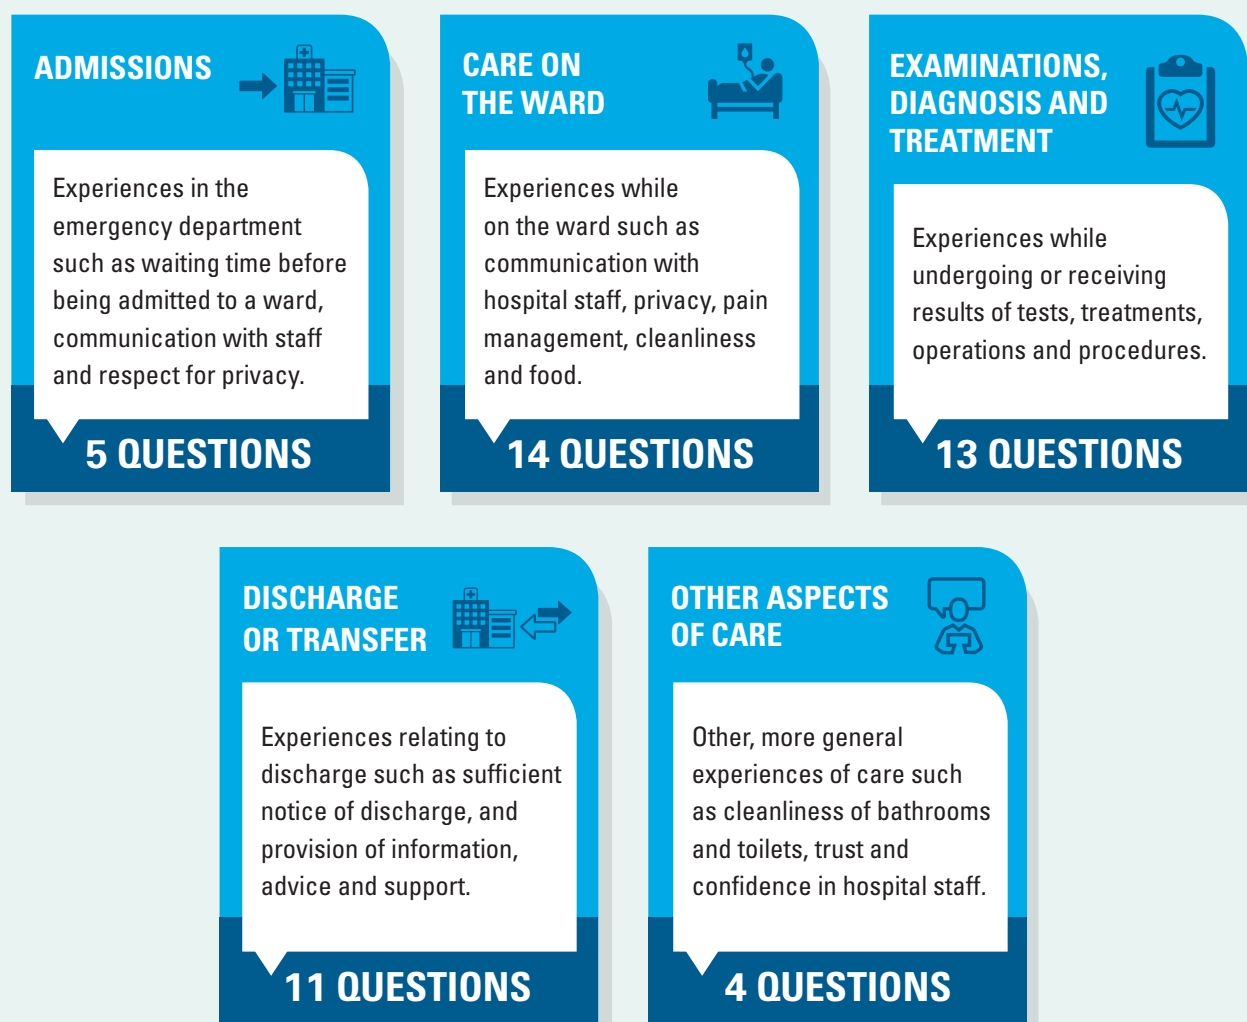 ADMISSIONS
Experiences in the
emergency department
such as waiting time before
being admitted to a ward,
communication with staff
and respect for privacy.
5 QUESTIONS
CARE ON
THE WARD
Experiences while
on the ward such as
communication with
hospital staff, privacy, pain
management, cleanliness
and food.
14 QUESTIONS
EXAMINATIONS,
DIAGNOSIS AND
TREATMENT
Experiences while
undergoing or receiving
results of tests, treatments,
operations and procedures.
13 QUESTIONS
DISCHARGE
OR TRANSFER
Experiences relating to
discharge such as sufficient
notice of discharge, and
provision of information,
advice and support.
11 QUESTIONS
OTHER ASPECTS
OF CARE
Other, more general
experiences of care such
as cleanliness of bathrooms
and toilets, trust and
confidence in hospital staff.
4 QUESTIONS